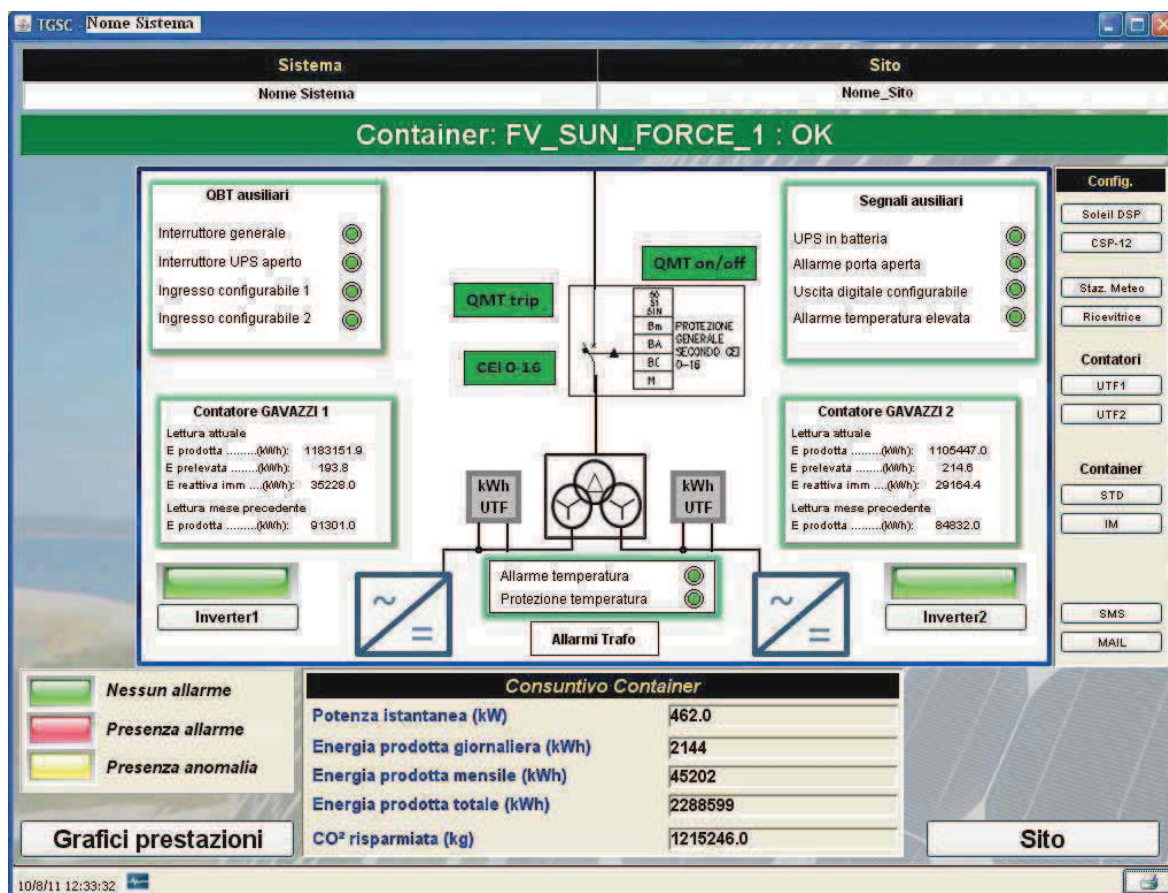 TGSC - Nome Sistema
Sistema
Sito
Nome Sistema
Nome_Sito
Container: FV_SUN_FORCE_1 : OK
QBT ausiliari
Interruttore generale
Interruttore UPS aperto
Ingresso configurabile 1
Ingresso configurabile 2
QMT trip
QMT on/off
CEI 0-16
60
51
51N
Bm
BA
BC
M
PROTEZIONE
GENERALE
SECONDO CEI
0-16
Segnali ausiliari
UPS in batteria
Allarme porta aperta
Uscita digitale configurabile
Allarme temperatura elevata
Config.
Soleil DSP
CSP-12
Staz. Meteo
Ricevitrice
Contatori
UTF1
UTF2
Container
STD
IM
SMS
MAIL
Contatore GAVAZZI 1
Lettura attuale
E prodotta ........(kWh): 1183151.9
E prelevata .......(kWh): 193.8
E reattiva imm ....(kWh): 35228.0
Lettura mese precedente
E prodotta ........(kWh): 91301.0
kWh
UTF
kWh
UTF
Contatore GAVAZZI 2
Lettura attuale
E prodotta ........(kWh): 1105447.0
E prelevata .......(kWh): 214.6
E reattiva imm ....(kWh): 29164.4
Lettura mese precedente
E prodotta ........(kWh): 84832.0
Inverter1
Allarme temperatura
Protezione temperatura
Allarmi Trafo
Inverter2
Nessun allarme
Presenza allarme
Presenza anomalia
Consuntivo Container
Potenza istantanea (kW) 462.0
Energia prodotta giornaliera (kWh) 2144
Energia prodotta mensile (kWh) 45202
Energia prodotta totale (kWh) 2288599
CO² risparmiata (kg) 1215246.0
Grafici prestazioni
Sito
10/8/11 12:33:32